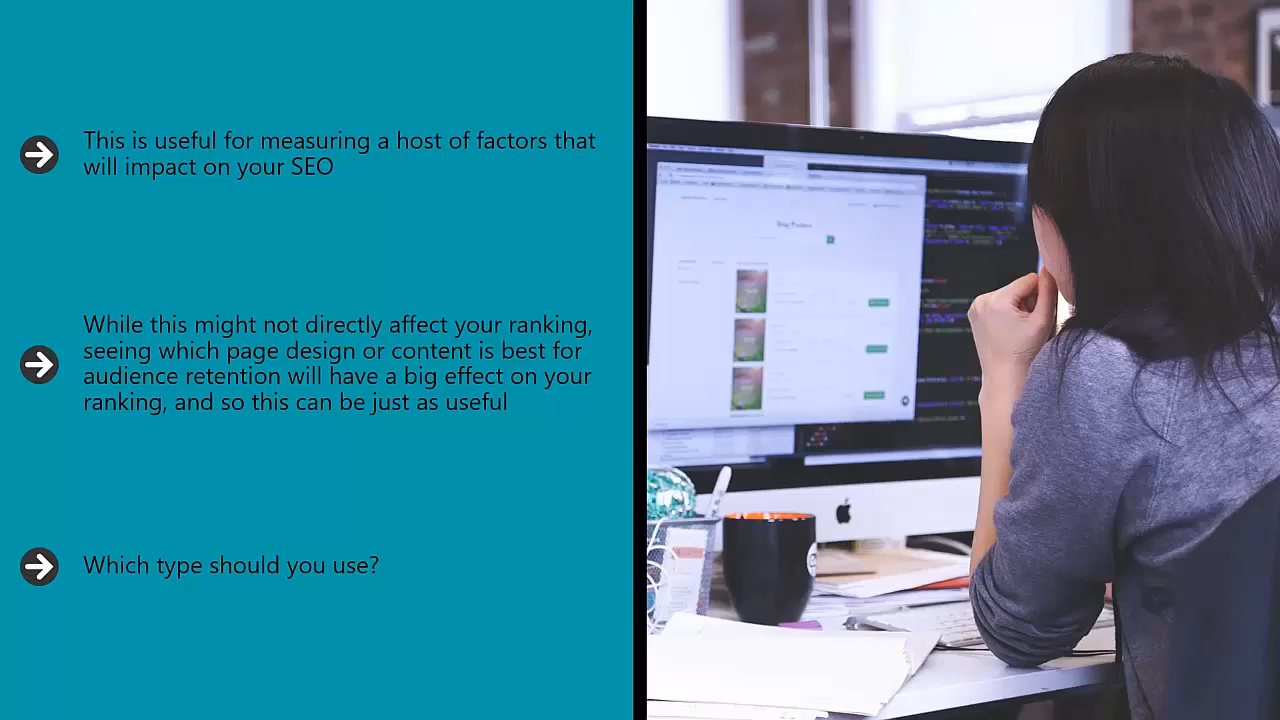 This is useful for measuring a host of factors that
will impact on your SEO
While this might not directly affect your ranking,
seeing which page design or content is best for
audience retention will have a big effect on your
ranking, and so this can be just as useful
Which type should you use?